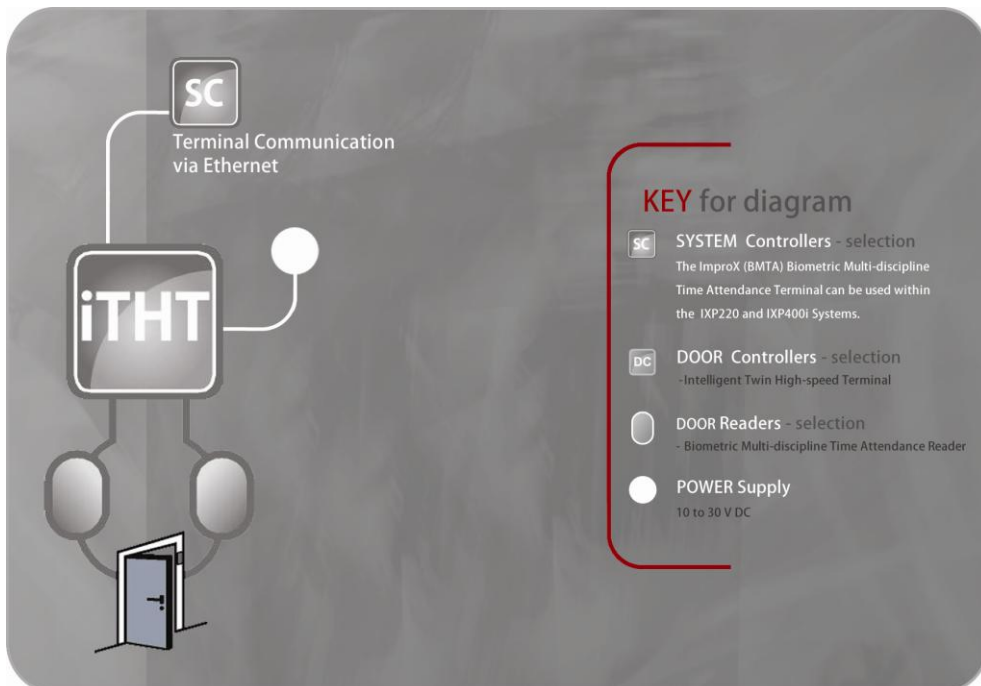 SC
Terminal Communication
via Ethernet
iTHT
KEY for diagram
SC
SYSTEM Controllers - selection
The ImproX (BMTA) Biometric Multi-discipline
Time Attendance Terminal can be used within
the IXP220 and IXP400i Systems.
DC
DOOR Controllers - selection
-Intelligent Twin High-speed Terminal
DOOR Readers - selection
- Biometric Multi-discipline Time Attendance Reader
POWER Supply
10 to 30 V DC